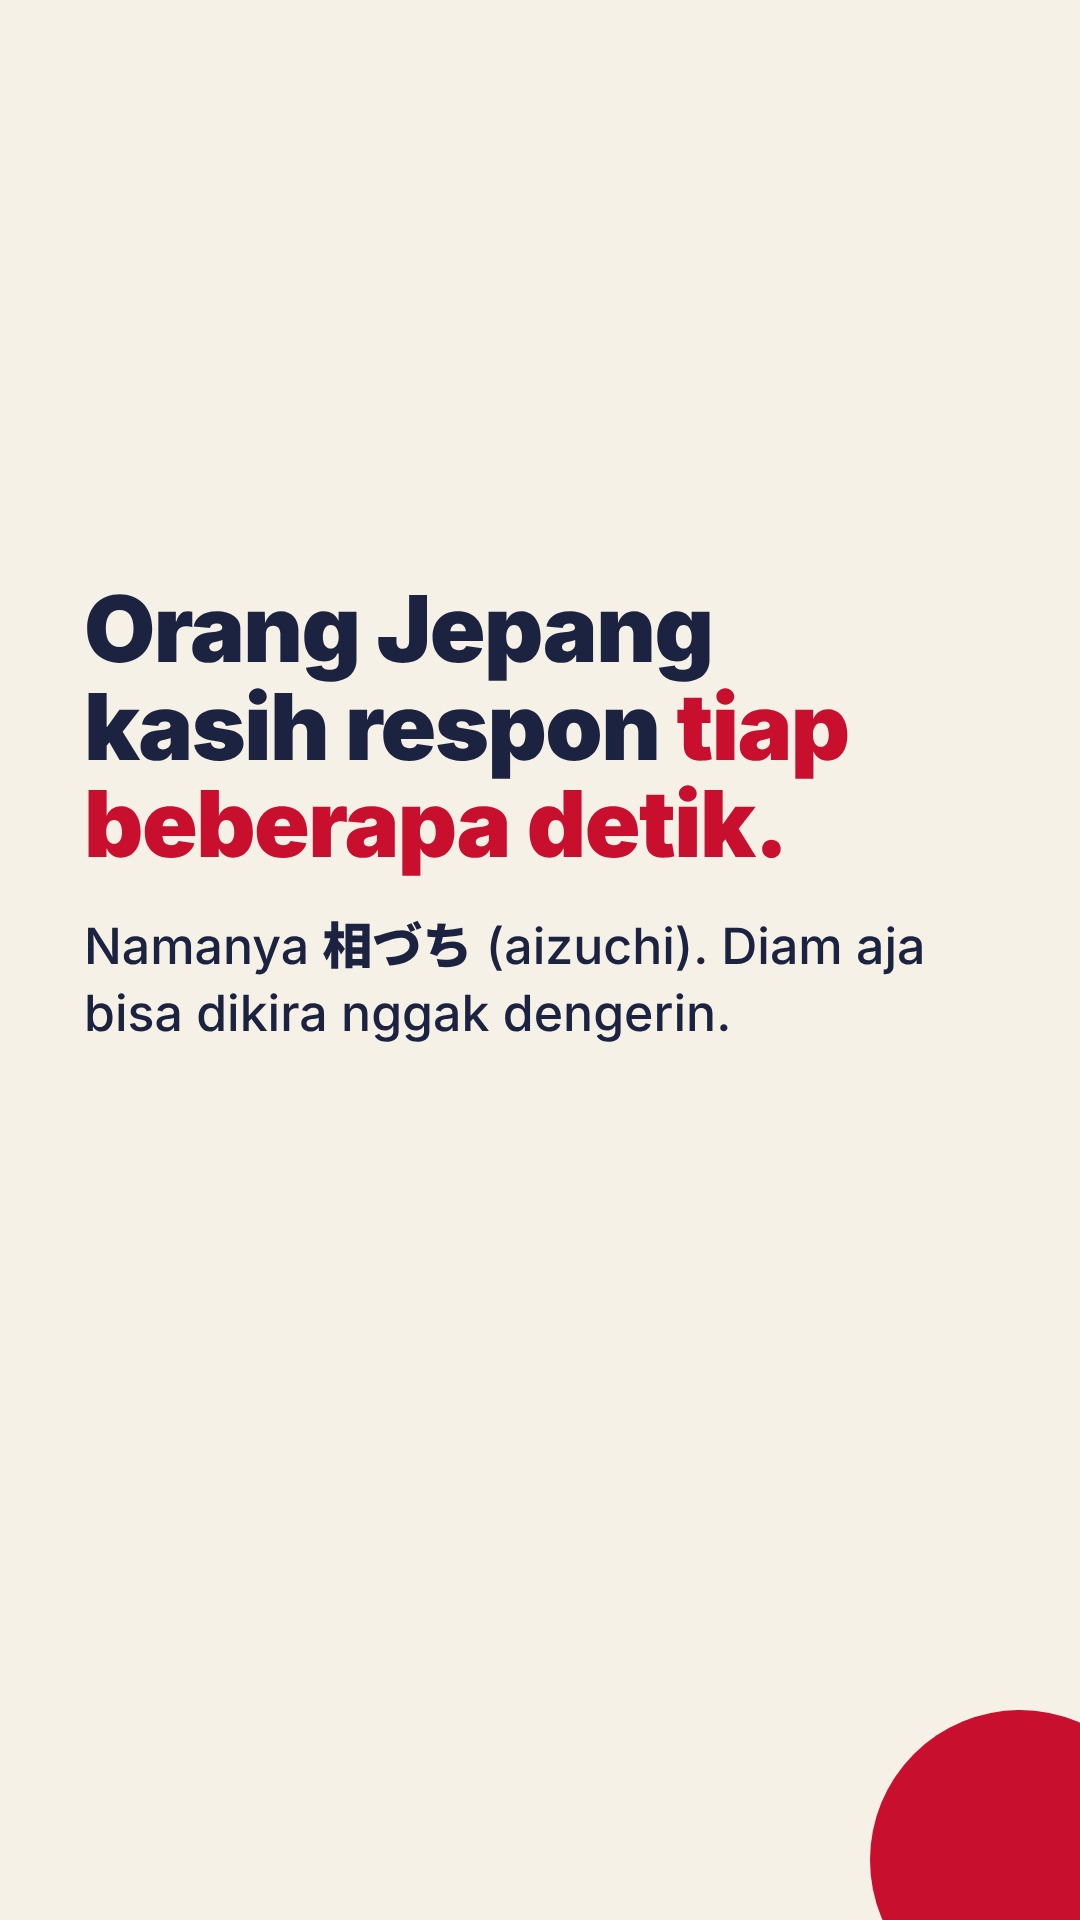 Orang Jepang
kasih respon tiap
beberapa detik.
Namanya 相づち (aizuchi). Diam aja
bisa dikira nggak dengerin.